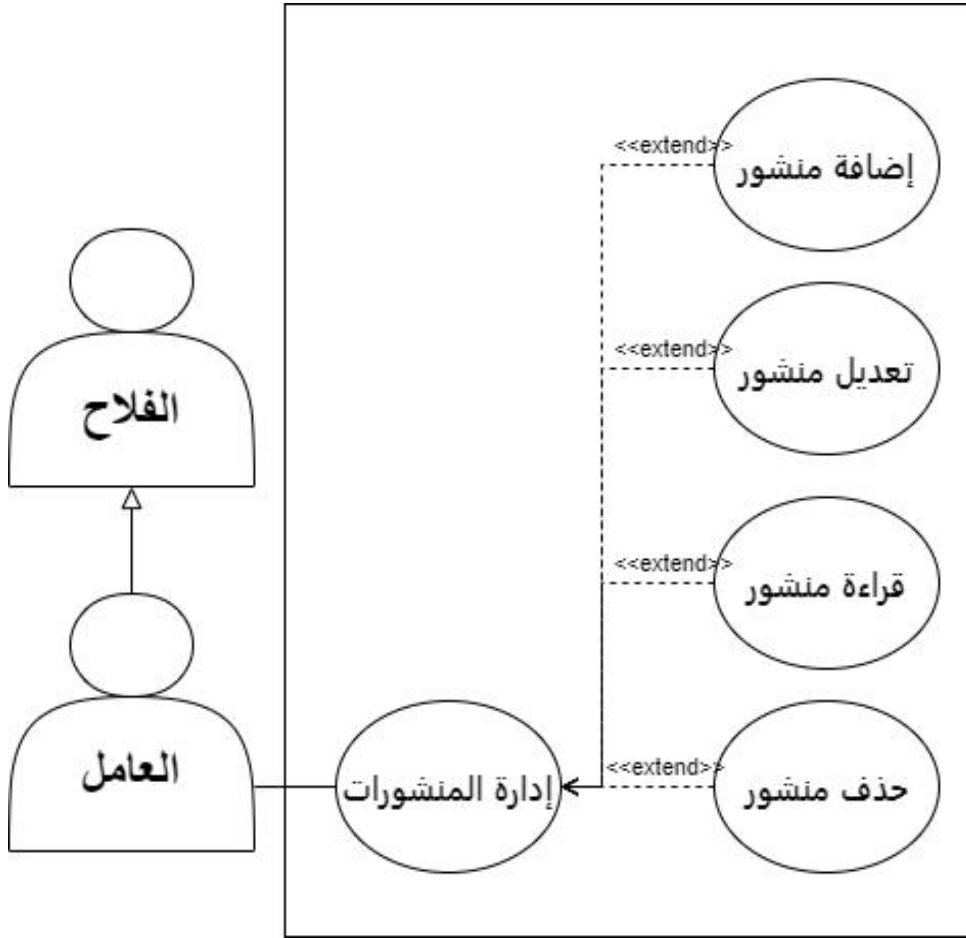 <<extend>>
إضافة منشور
<<extend>>
تعديل منشور
الفلاح
<<extend>>
قراءة منشور
<<extend>>
حذف منشور
إدارة المنشورات
العامل